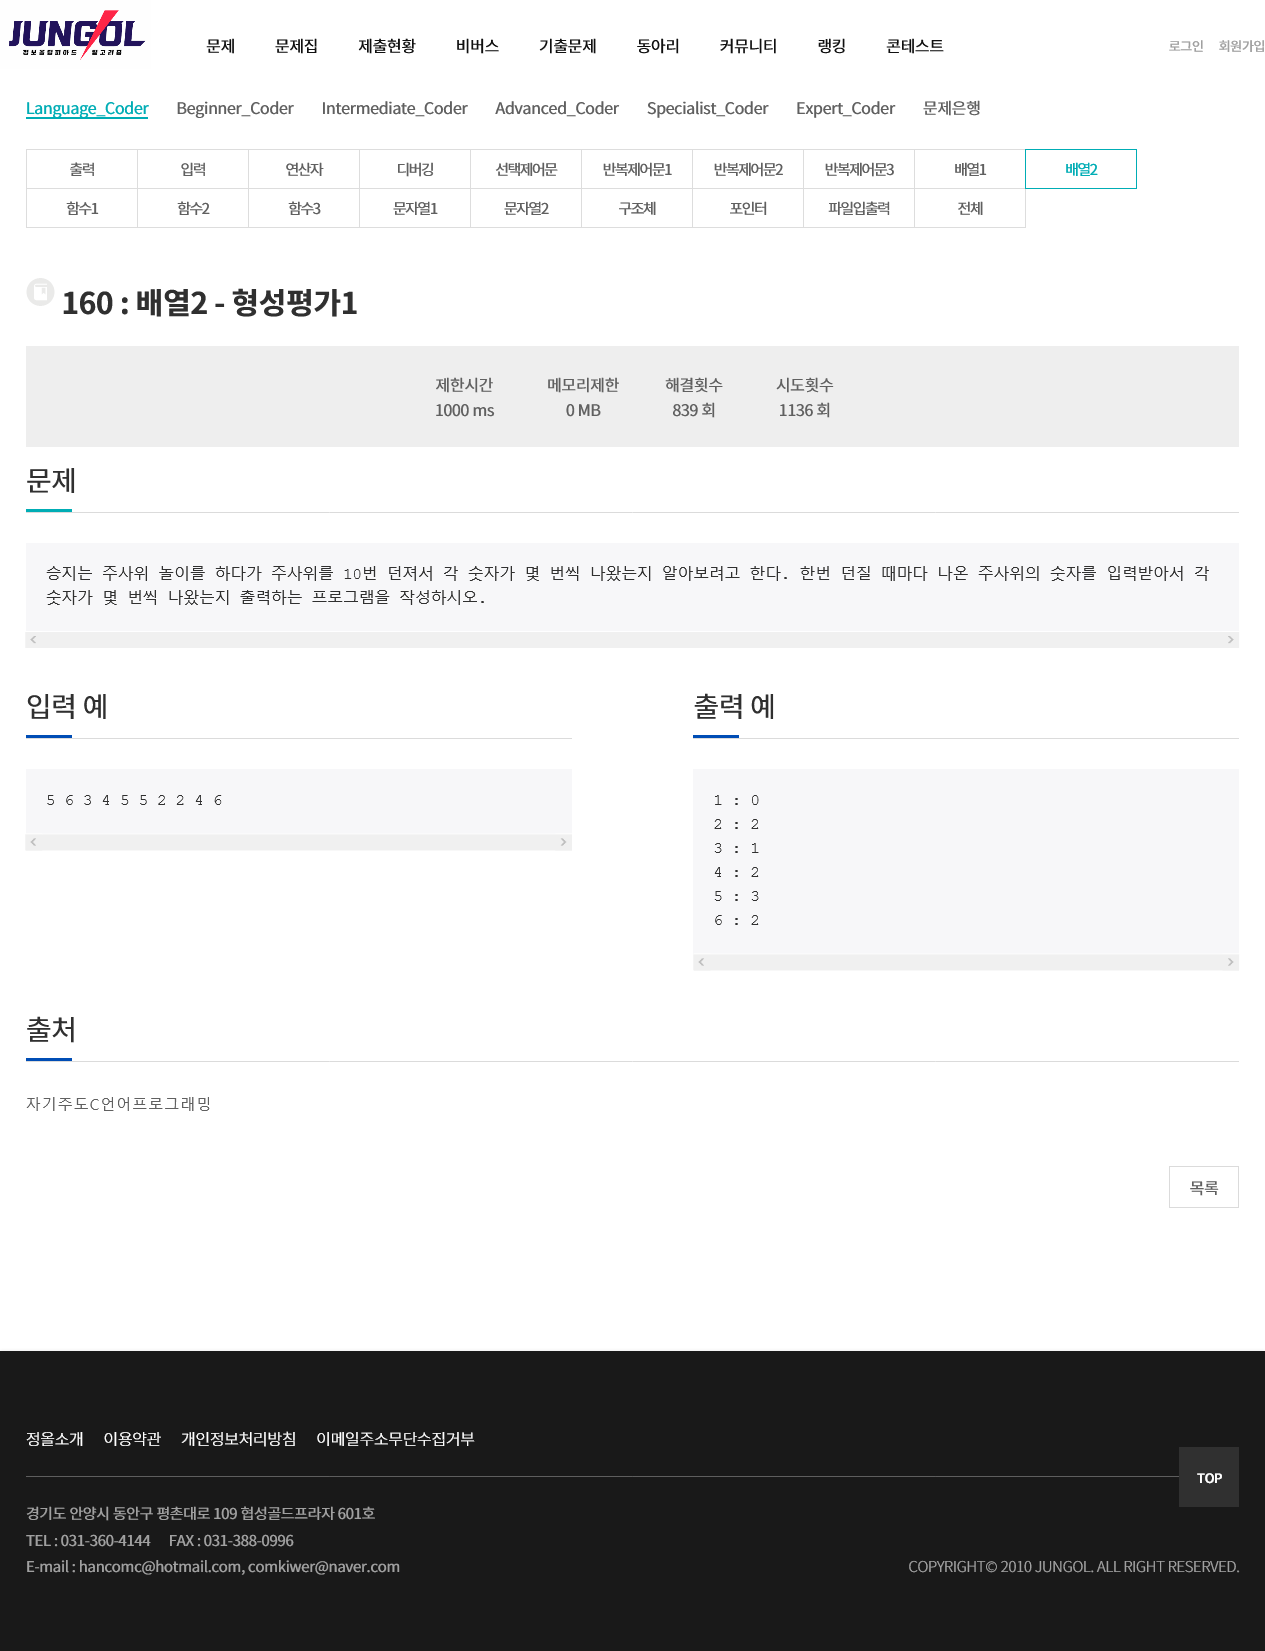 JUNGOL
정보올림피아드 알고리즘
문제 문제집 제출현황 비버스 기출문제 동아리 커뮤니티 랭킹 콘테스트 로그인 회원가입
Language_Coder Beginner_Coder Intermediate_Coder Advanced_Coder Specialist_Coder Expert_Coder 문제은행
출력 입력 연산자 디버깅 선택제어문 반복제어문1 반복제어문2 반복제어문3 배열1 배열2
함수1 함수2 함수3 문자열1 문자열2 구조체 포인터 파일입출력 전체
160 : 배열2 - 형성평가1
제한시간 메모리제한 해결횟수 시도횟수
1000 ms 0 MB 839 회 1136 회
문제
승지는 주사위 놀이를 하다가 주사위를 10번 던져서 각 숫자가 몇 번씩 나왔는지 알아보려고 한다. 한번 던질 때마다 나온 주사위의 숫자를 입력받아서 각
숫자가 몇 번씩 나왔는지 출력하는 프로그램을 작성하시오.
입력 예
5 6 3 4 5 5 2 2 4 6
출력 예
1 : 0
2 : 2
3 : 1
4 : 2
5 : 3
6 : 2
출처
자기주도C언어프로그래밍
목록
정올소개 이용약관 개인정보처리방침 이메일주소무단수집거부
TOP
경기도 안양시 동안구 평촌대로 109 협성골드프라자 601호
TEL : 031-360-4144 FAX : 031-388-0996
E-mail : hancomc@hotmail.com, comkiwer@naver.com
COPYRIGHT© 2010 JUNGOL. ALL RIGHT RESERVED.